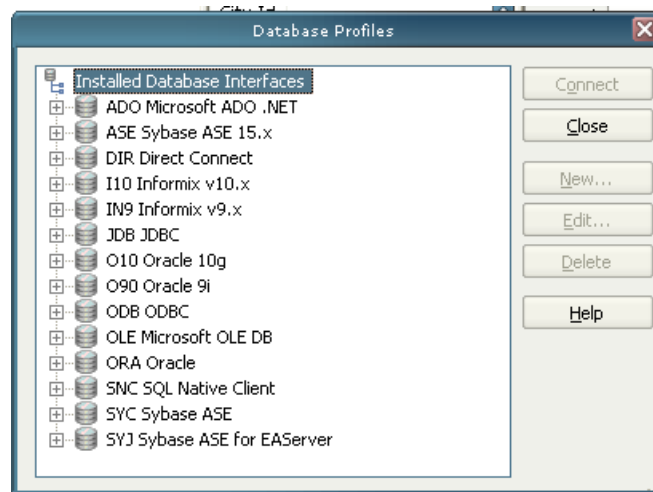 City Id
Database Profiles
Installed Database Interfaces
ADO Microsoft ADO .NET
ASE Sybase ASE 15.x
DIR Direct Connect
I10 Informix v10.x
IN9 Informix v9.x
JDB JDBC
O10 Oracle 10g
O90 Oracle 9i
ODB ODBC
OLE Microsoft OLE DB
ORA Oracle
SNC SQL Native Client
SYC Sybase ASE
SYJ Sybase ASE for EAServer
Connect
Close
New...
Edit...
Delete
Help